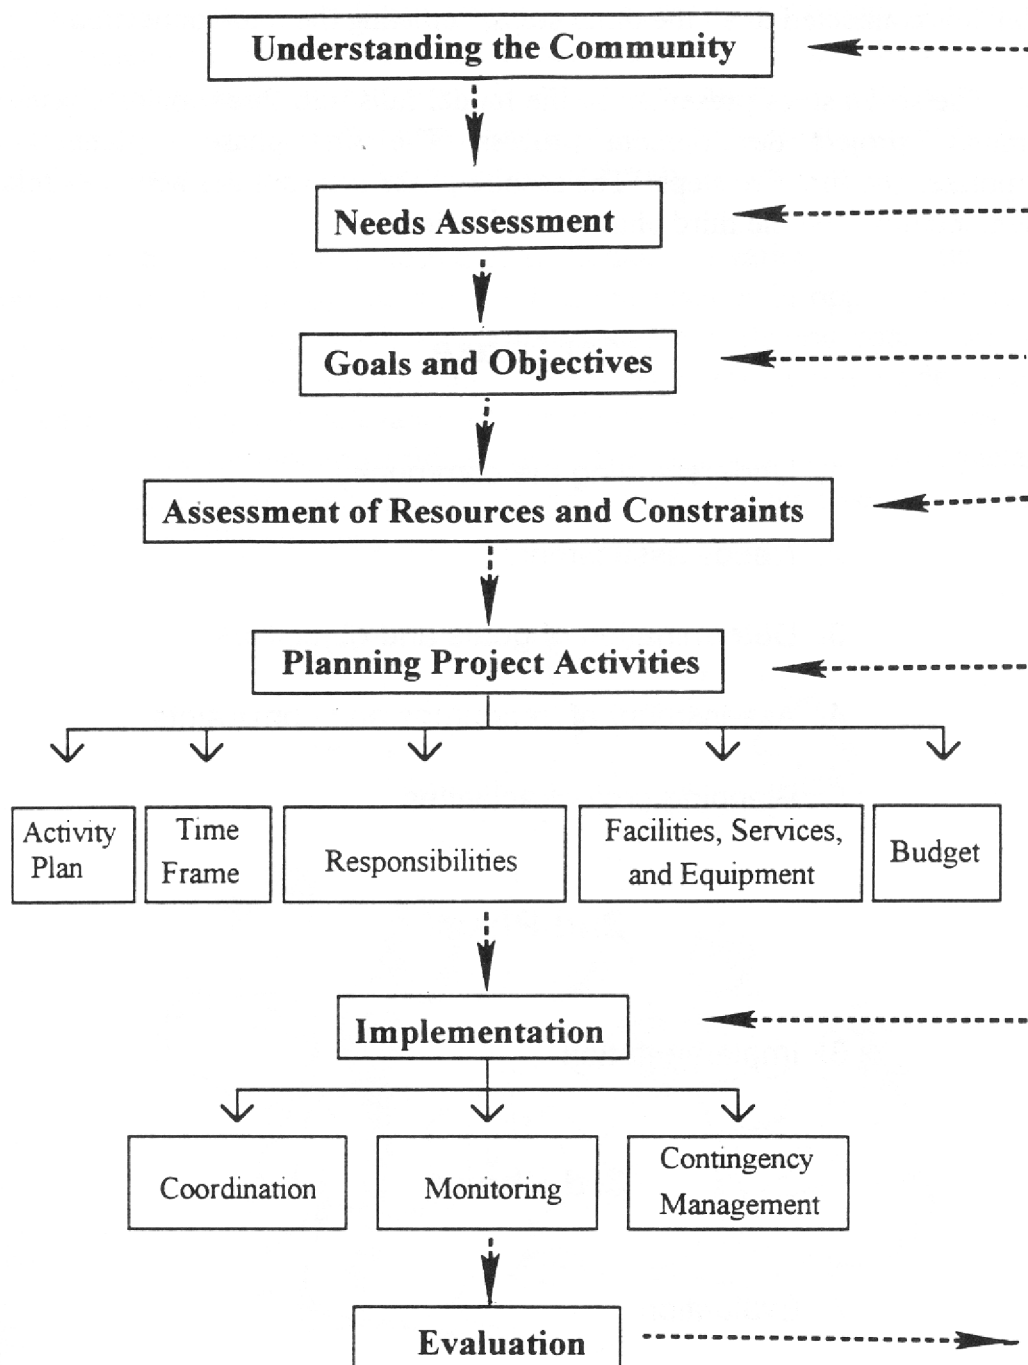 Understanding the Community
Needs Assessment
Goals and Objectives
Assessment of Resources and Constraints
Planning Project Activities
Activity
Plan
Time
Frame
Responsibilities
Facilities, Services,
and Equipment
Budget
Implementation
Coordination
Monitoring
Contingency
Management
Evaluation